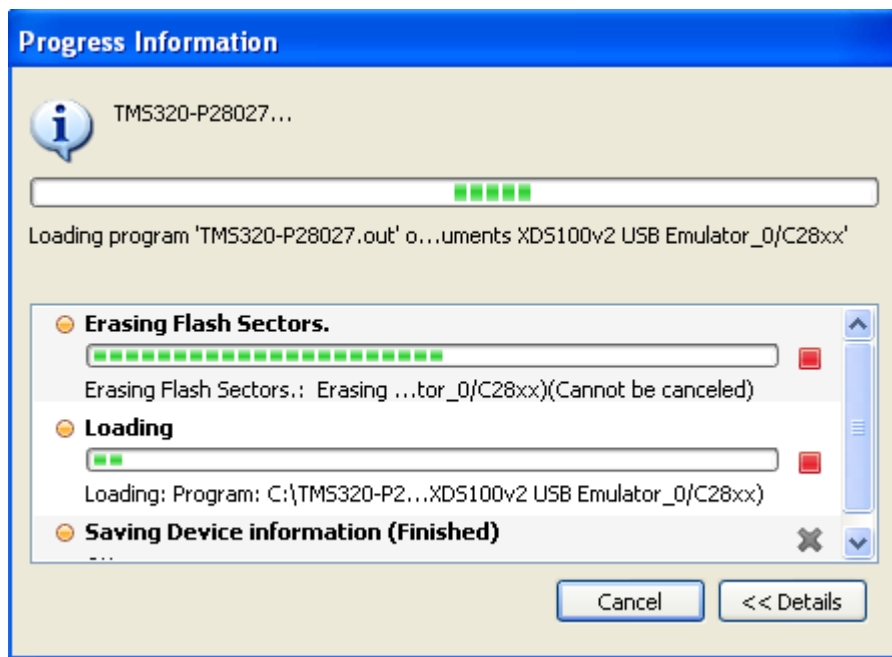 Progress Information
TMS320-P28027...
Loading program 'TMS320-P28027.out' o...uments XDS100v2 USB Emulator_0/C28xx'
Erasing Flash Sectors.
Erasing Flash Sectors.: Erasing ...tor_0/C28xx)(Cannot be canceled)
Loading
Loading: Program: C:\TMS320-P2...XDS100v2 USB Emulator_0/C28xx)
Saving Device information (Finished)
Cancel
<< Details